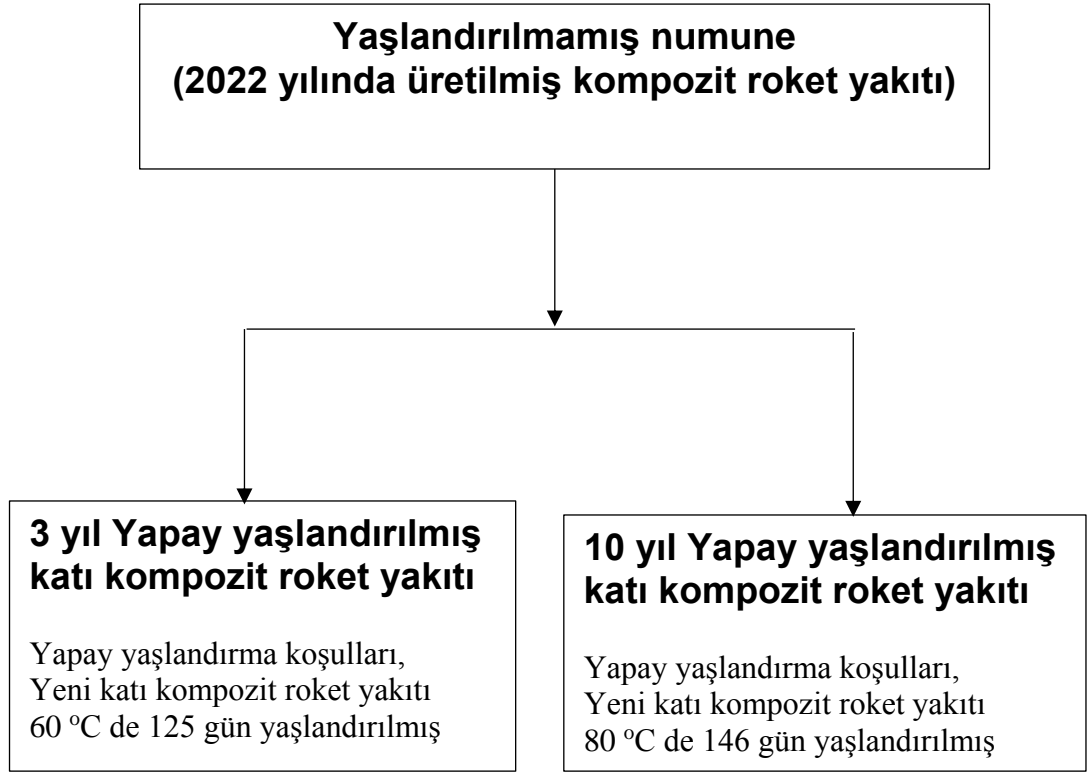 Yaşlandırılmamış numune
(2022 yılında üretilmiş kompozit roket yakıtı)
3 yıl Yapay yaşlandırılmış
katı kompozit roket yakıtı
Yapay yaşlandırma koşulları,
Yeni katı kompozit roket yakıtı
60 °C de 125 gün yaşlandırılmış
10 yıl Yapay yaşlandırılmış
katı kompozit roket yakıtı
Yapay yaşlandırma koşulları,
Yeni katı kompozit roket yakıtı
80 °C de 146 gün yaşlandırılmış